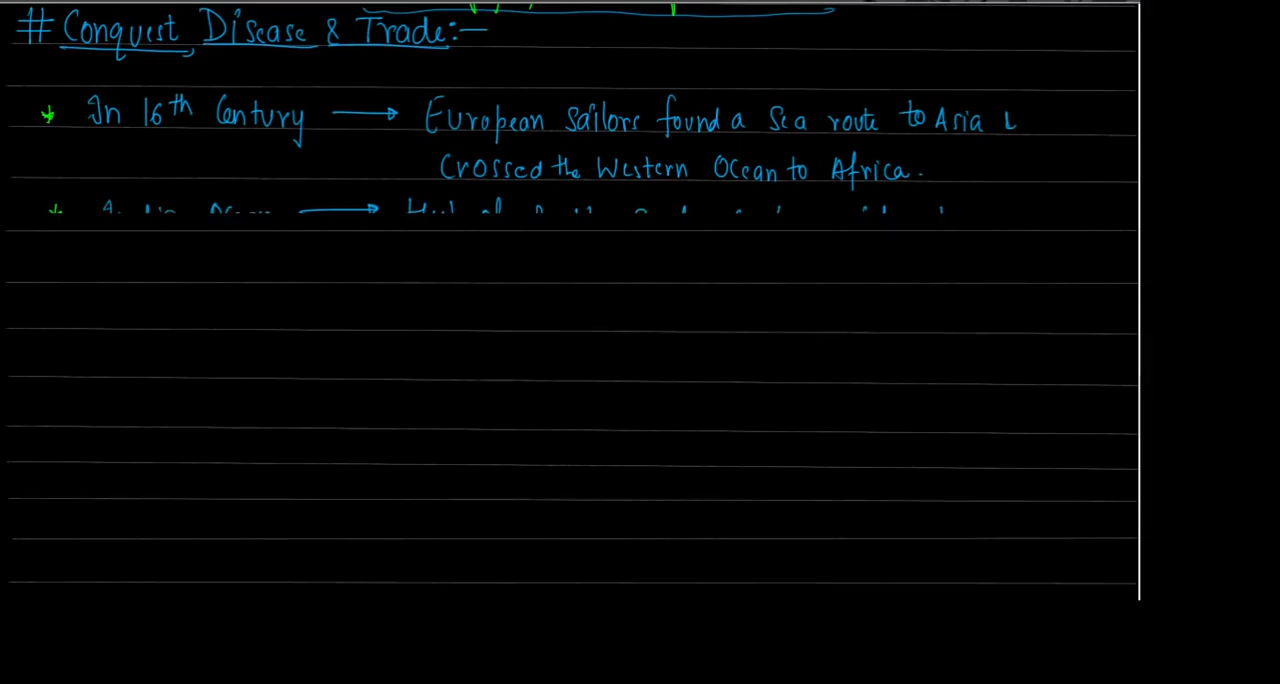 # Conquest, Disease & Trade:-
* In 16th Century → European Sailors found a Sea route to Asia &
Crossed the Western Ocean to Africa.